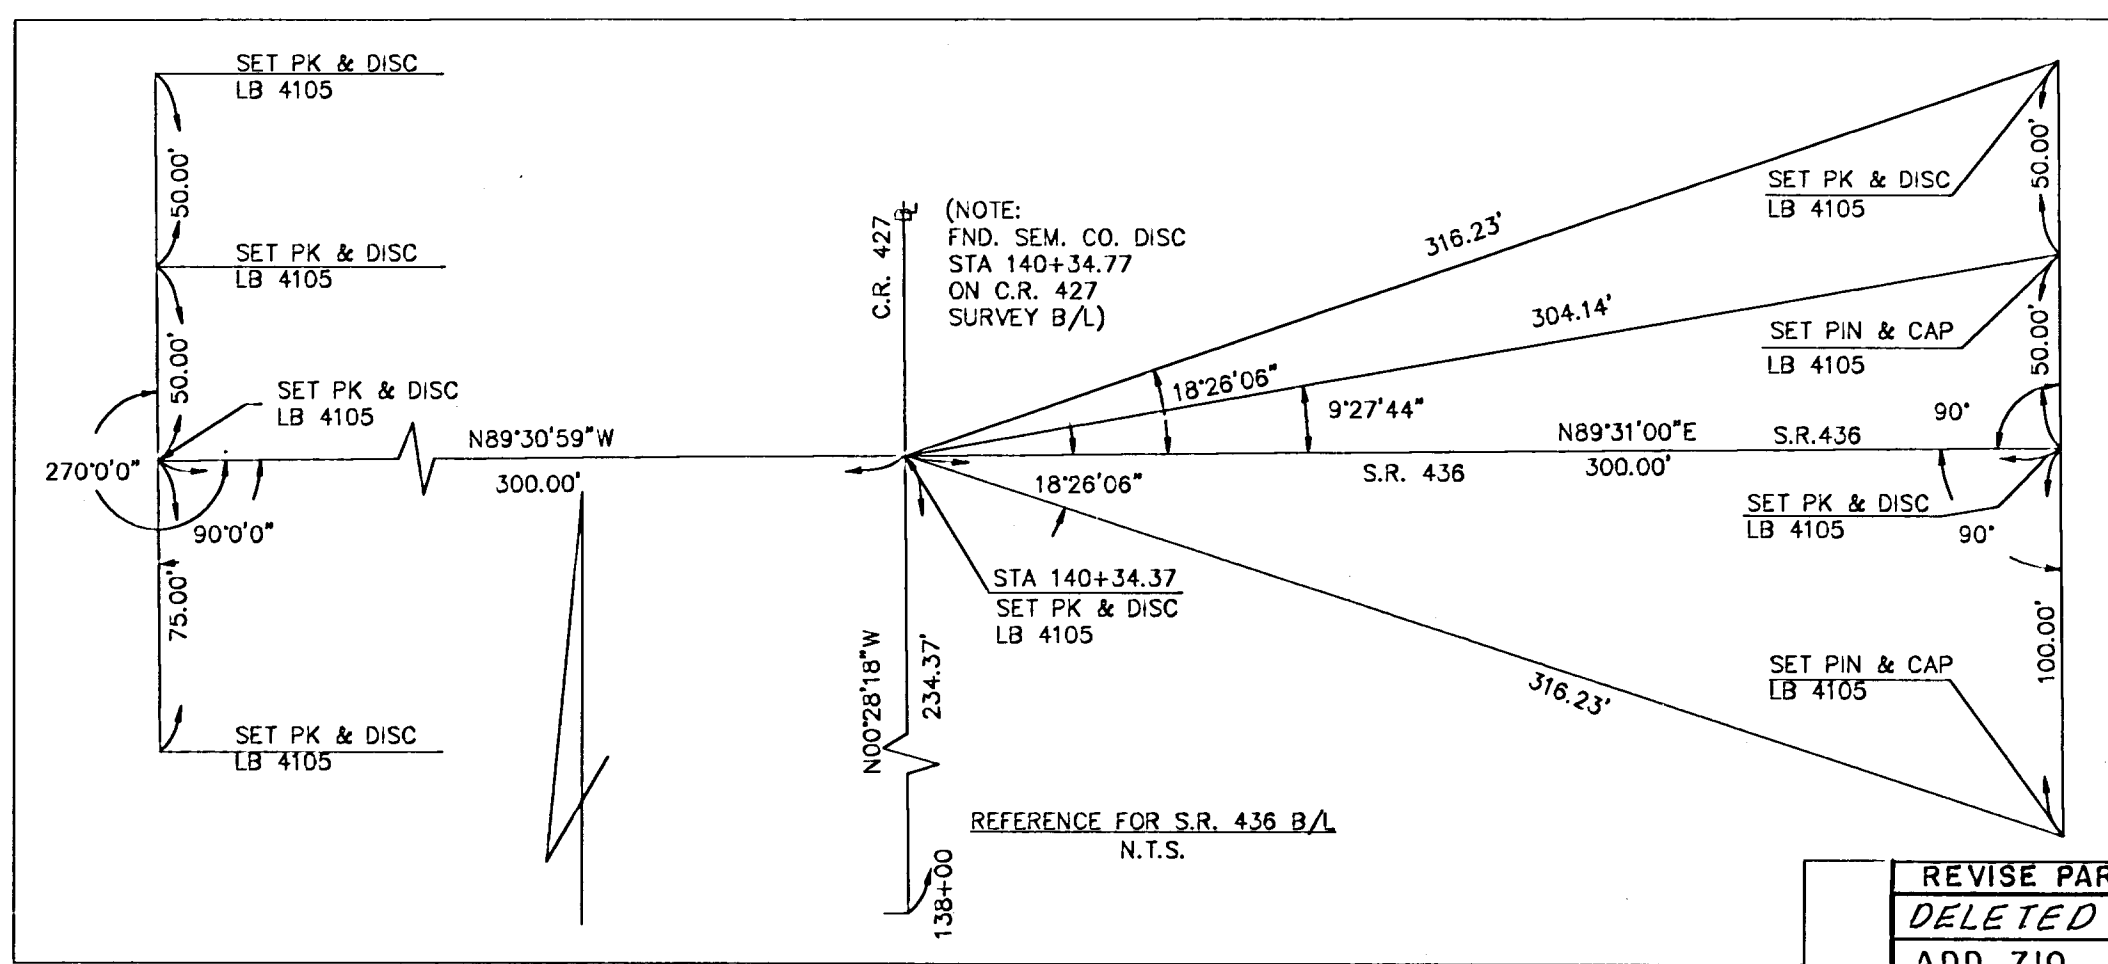 SET PK & DISC
LB 4105
50.00'
SET PK & DISC
LB 4105
50.00'
SET PK & DISC
LB 4105
270°0'0"
90°0'0"
75.00'
SET PK & DISC
LB 4105
N89°30'59"W
300.00'
C.R. 427
(NOTE:
FND. SEM. CO. DISC
STA 140+34.77
ON C.R. 427
SURVEY B/L)
316.23'
304.14'
18°26'06"
9°27'44"
18°26'06"
N89°31'00"E
S.R.436
S.R. 436
300.00'
SET PK & DISC
LB 4105
50.00'
SET PIN & CAP
LB 4105
50.00'
90°
SET PK & DISC
LB 4105
90°
STA 140+34.37
SET PK & DISC
LB 4105
N00°28'18"W
234.37'
316.23'
SET PIN & CAP
LB 4105
100.00'
REFERENCE FOR S.R. 436 B/L
N.T.S.
138+00
REVISE PAR
DELETED
ADD 710